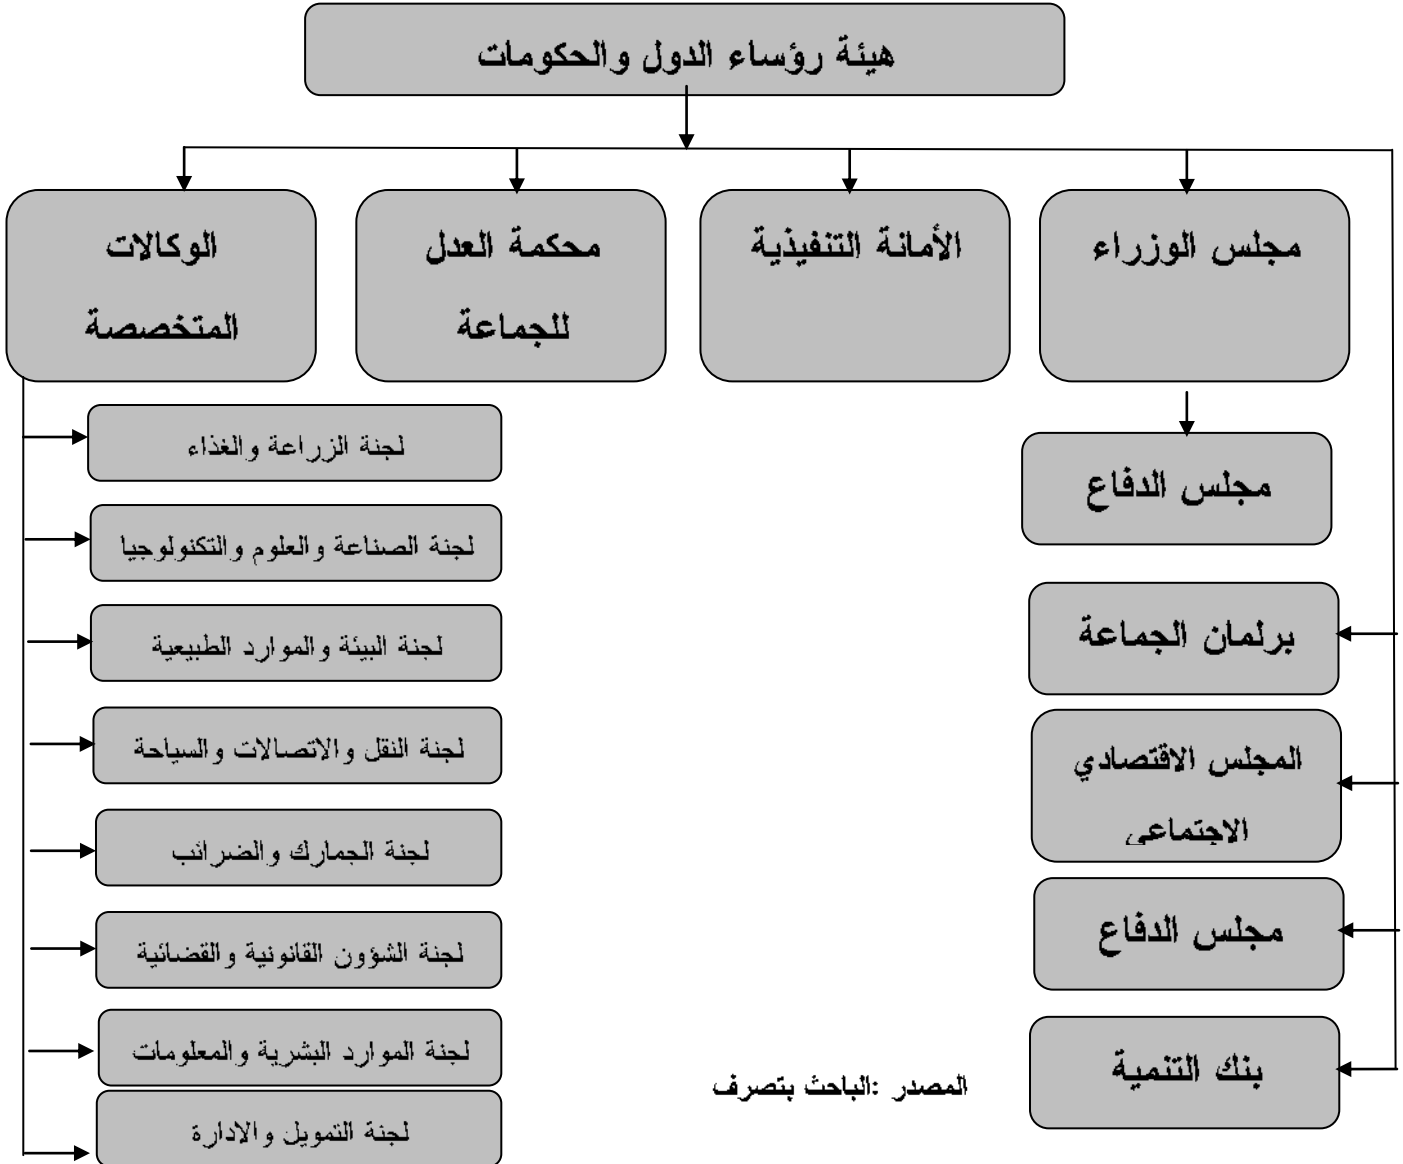 هيئة رؤساء الدول والحكومات
مجلس الوزراء
الأمانة التنفيذية
محكمة العدل
للجماعة
الوكالات
المتخصصة
مجلس الدفاع
برلمان الجماعة
المجلس الاقتصادي
الاجتماعي
مجلس الدفاع
بنك التنمية
لجنة الزراعة والغذاء
لجنة الصناعة والعلوم والتكنولوجيا
لجنة البيئة والموارد الطبيعية
لجنة النقل والاتصالات والسياحة
لجنة الجمارك والضرائب
لجنة الشؤون القانونية والقضائية
لجنة الموارد البشرية والمعلومات
لجنة التمويل والادارة
المصدر :الباحث بتصرف